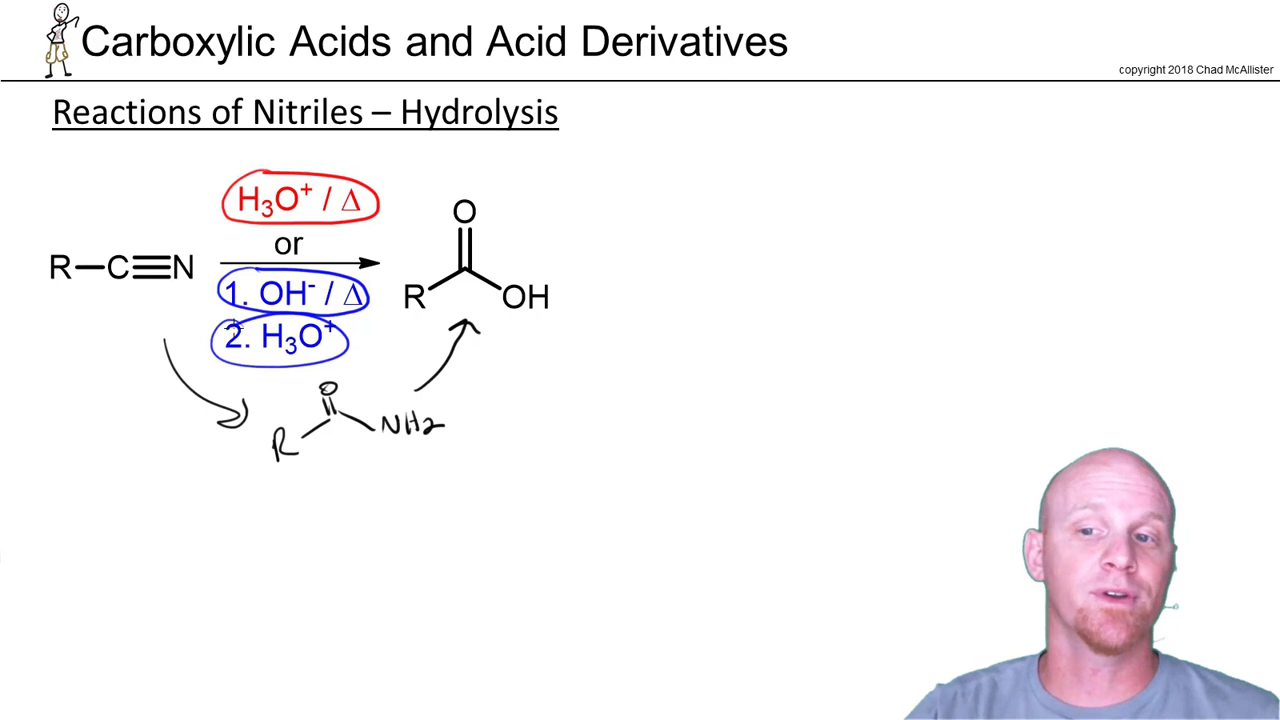 Carboxylic Acids and Acid Derivatives
copyright 2018 Chad McAllister
Reactions of Nitriles – Hydrolysis
H₃O⁺ / Δ
or
R–C≡N
1. OH⁻ / Δ
2. H₃O⁺
O
R OH
O
R NH2